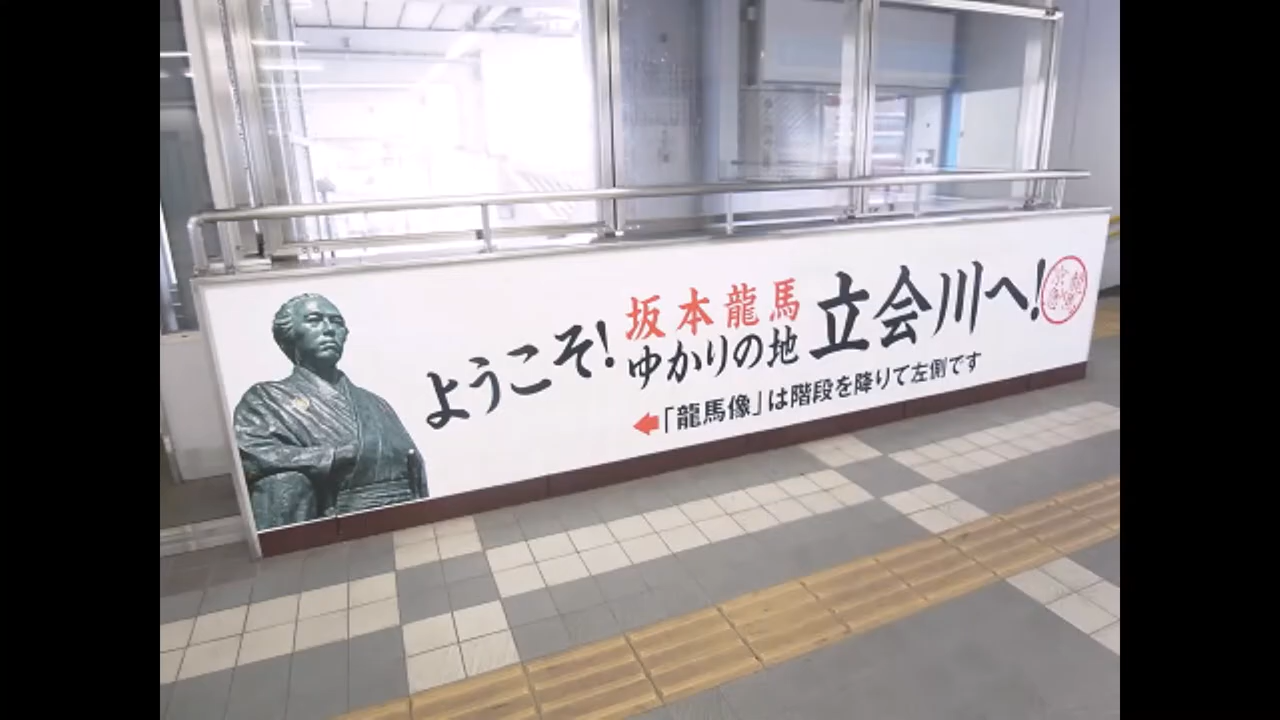 ようこそ!
坂本龍馬
ゆかりの地
立会川へ!
「龍馬像」は階段を降りて左側です